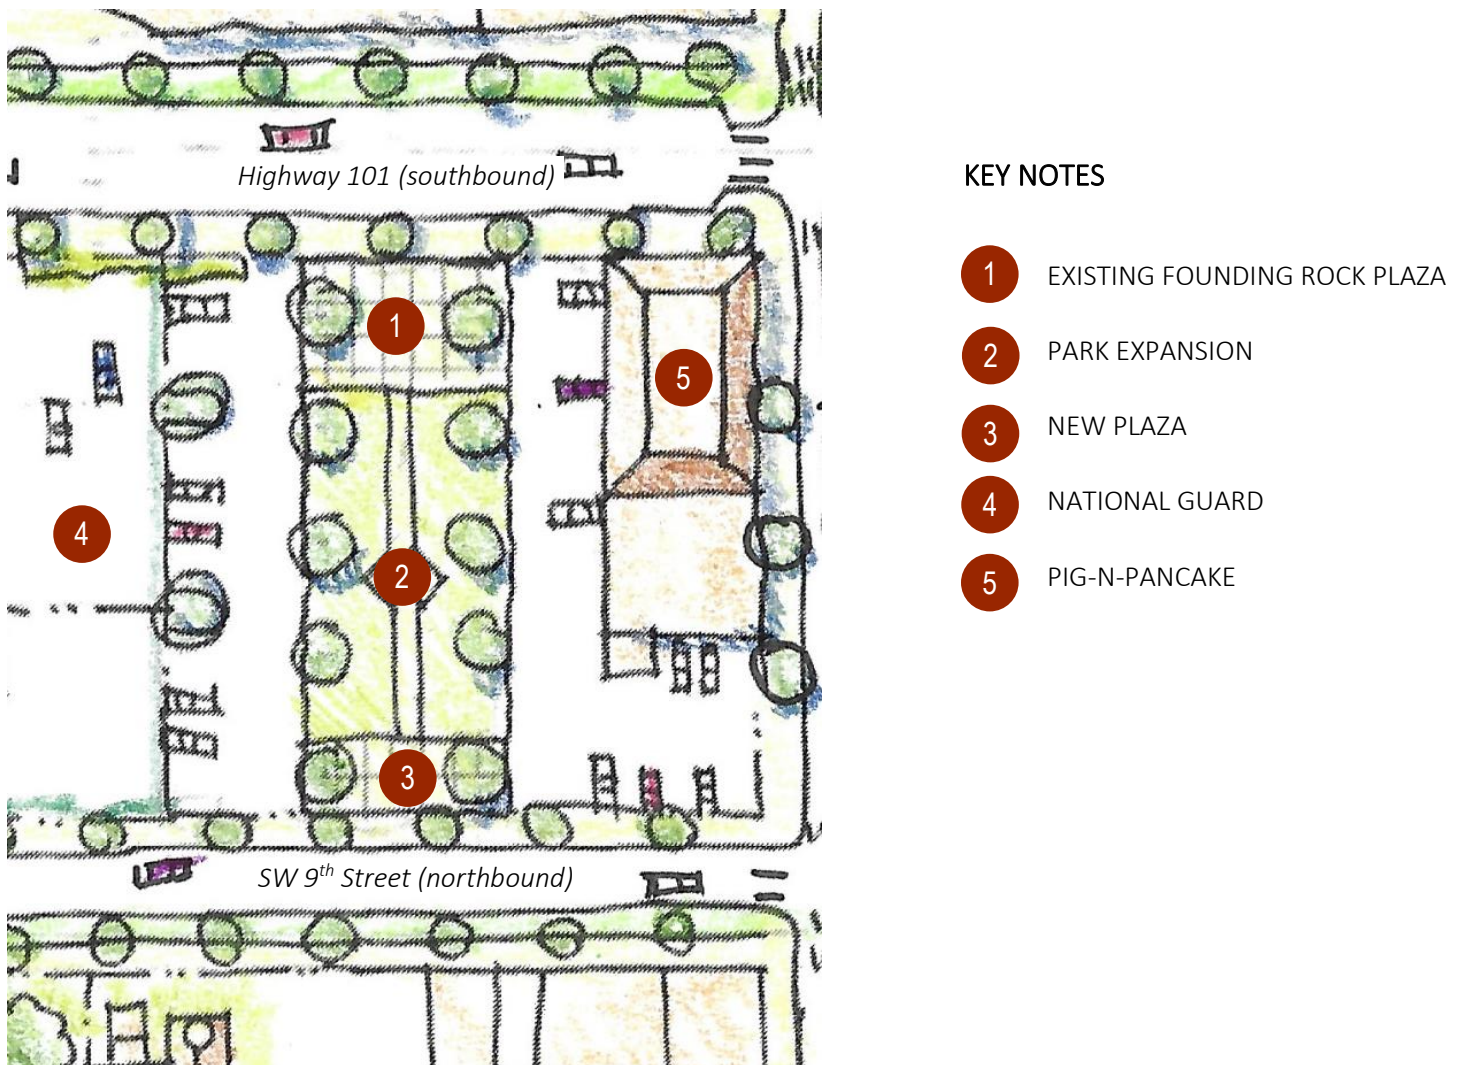 Highway 101 (southbound)
KEY NOTES
1 EXISTING FOUNDING ROCK PLAZA
2 PARK EXPANSION
3 NEW PLAZA
4 NATIONAL GUARD
5 PIG-N-PANCAKE
1
5
4
2
3
SW 9th Street (northbound)